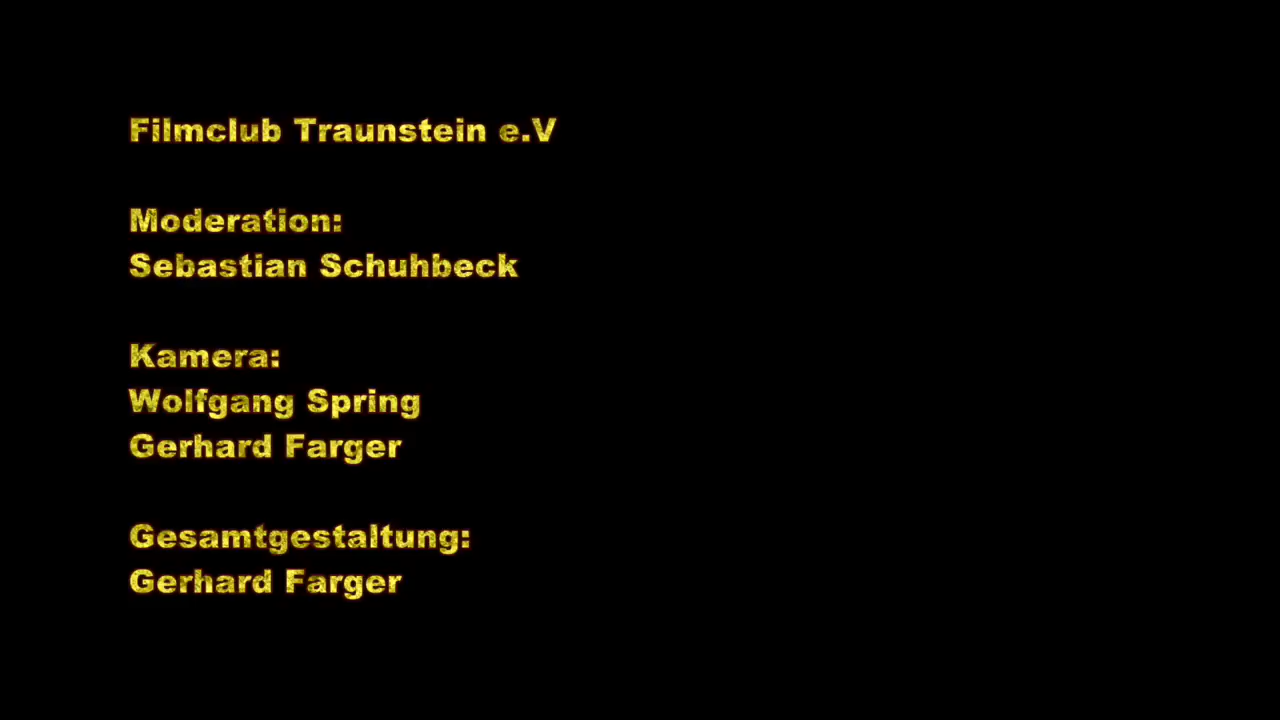 Filmclub Traunstein e.V
Moderation:
Sebastian Schuhbeck
Kamera:
Wolfgang Spring
Gerhard Farger
Gesamtgestaltung:
Gerhard Farger